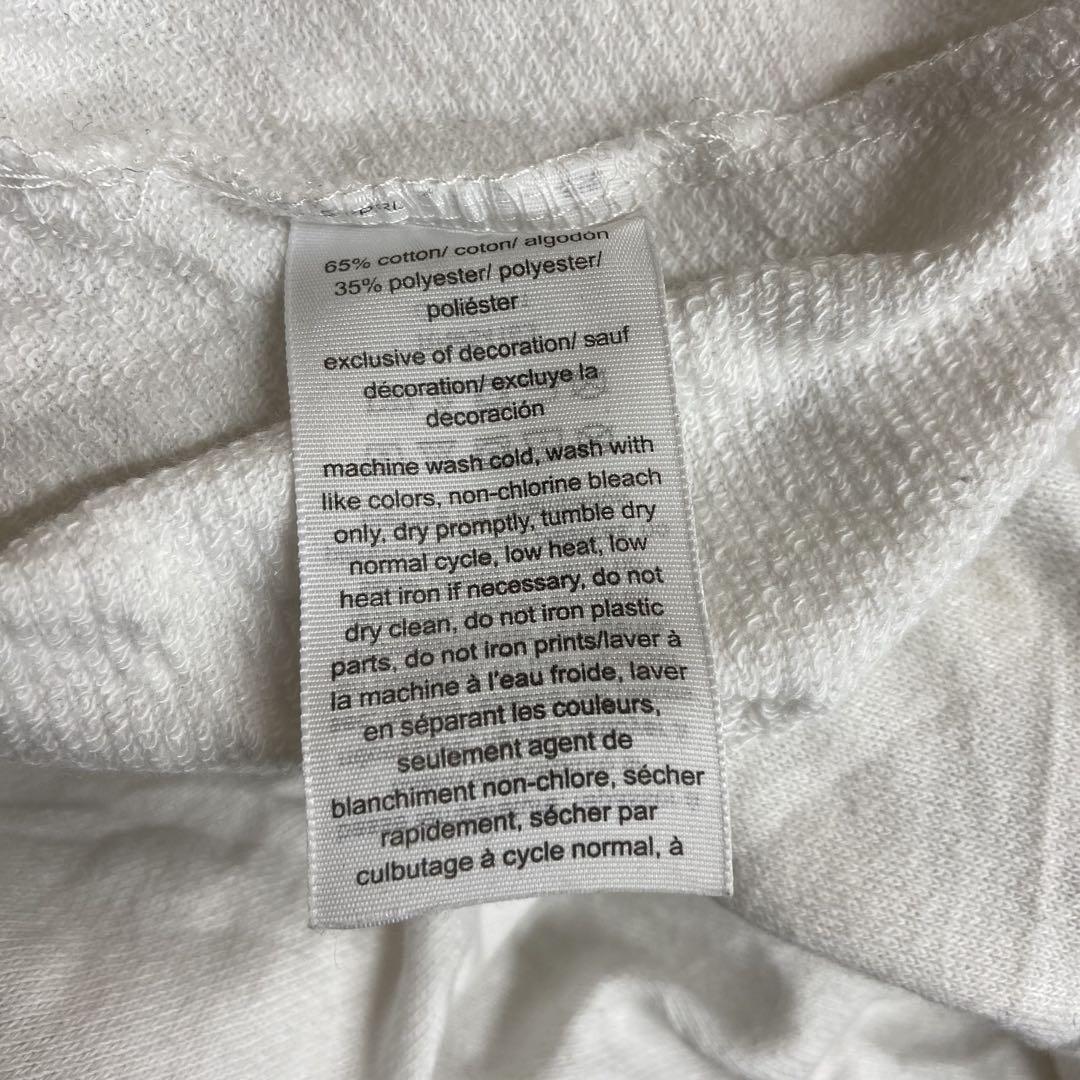 65% cotton/ coton/ algodón
35% polyester/ polyester/
poliéster
exclusive of decoration/ sauf
décoration/ excluye la
decoración
machine wash cold, wash with
like colors, non-chlorine bleach
only, dry promptly, tumble dry
normal cycle, low heat, low
heat iron if necessary, do not
dry clean, do not iron plastic
parts, do not iron prints/laver à
la machine à l'eau froide, laver
en séparant les couleurs,
seulement agent de
blanchiment non-chlore, sécher
rapidement, sécher par
culbutage à cycle normal, à